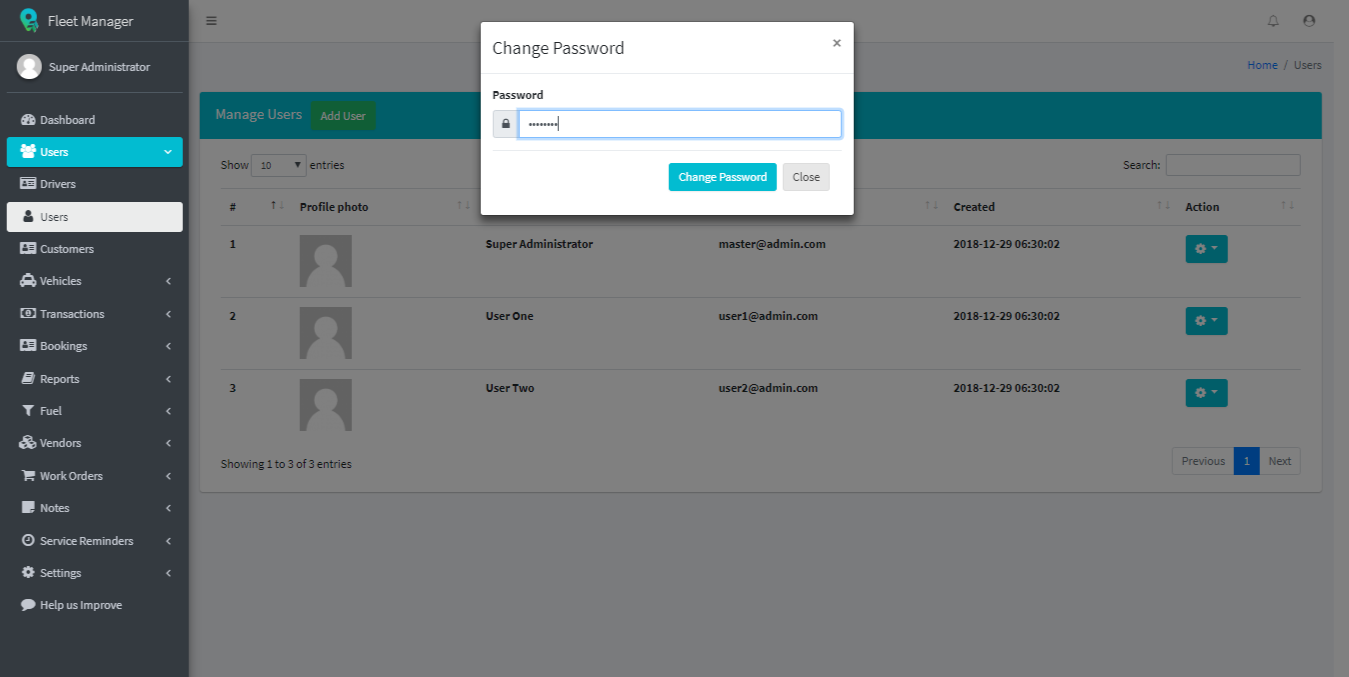 Fleet Manager
Super Administrator
Dashboard
Users
Drivers
Users
Customers
Vehicles
Transactions
Bookings
Reports
Fuel
Vendors
Work Orders
Notes
Service Reminders
Settings
Help us Improve
Change Password ×
Password
••••••••
Change Password Close
Home / Users
Manage Users Add User
Show 10 entries Search:
# Profile photo Created Action
1 Super Administrator master@admin.com 2018-12-29 06:30:02
2 User One user1@admin.com 2018-12-29 06:30:02
3 User Two user2@admin.com 2018-12-29 06:30:02
Showing 1 to 3 of 3 entries Previous 1 Next